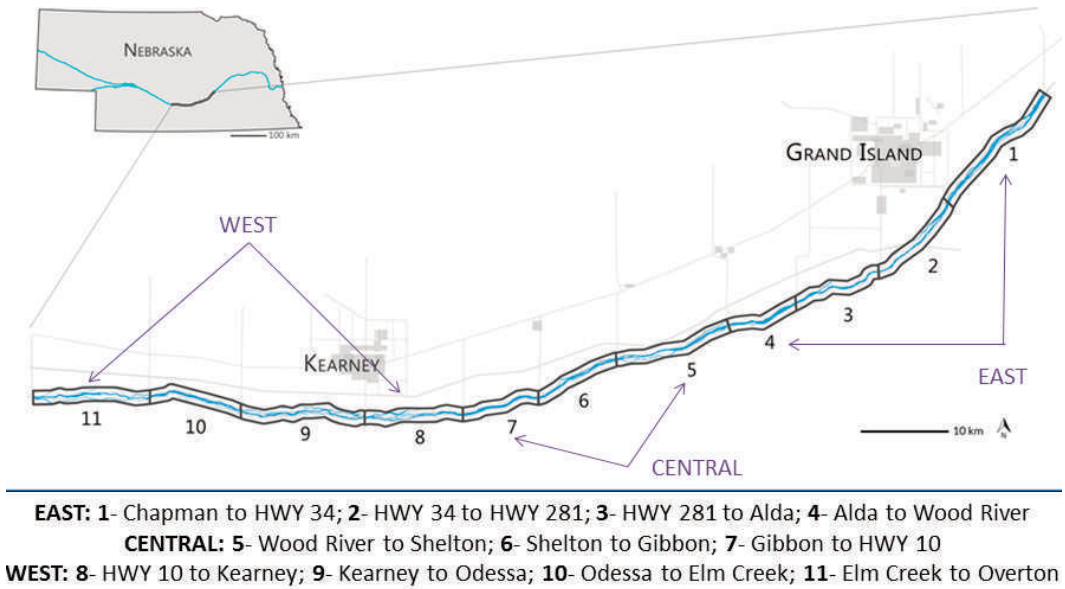 NEBRASKA
100 km
GRAND ISLAND
1
WEST
2
3
4
KEARNEY
5
EAST
6
11
7
10
9
8
10 km
N
CENTRAL
EAST: 1- Chapman to HWY 34; 2- HWY 34 to HWY 281; 3- HWY 281 to Alda; 4- Alda to Wood River
CENTRAL: 5- Wood River to Shelton; 6- Shelton to Gibbon; 7- Gibbon to HWY 10
WEST: 8- HWY 10 to Kearney; 9- Kearney to Odessa; 10- Odessa to Elm Creek; 11- Elm Creek to Overton